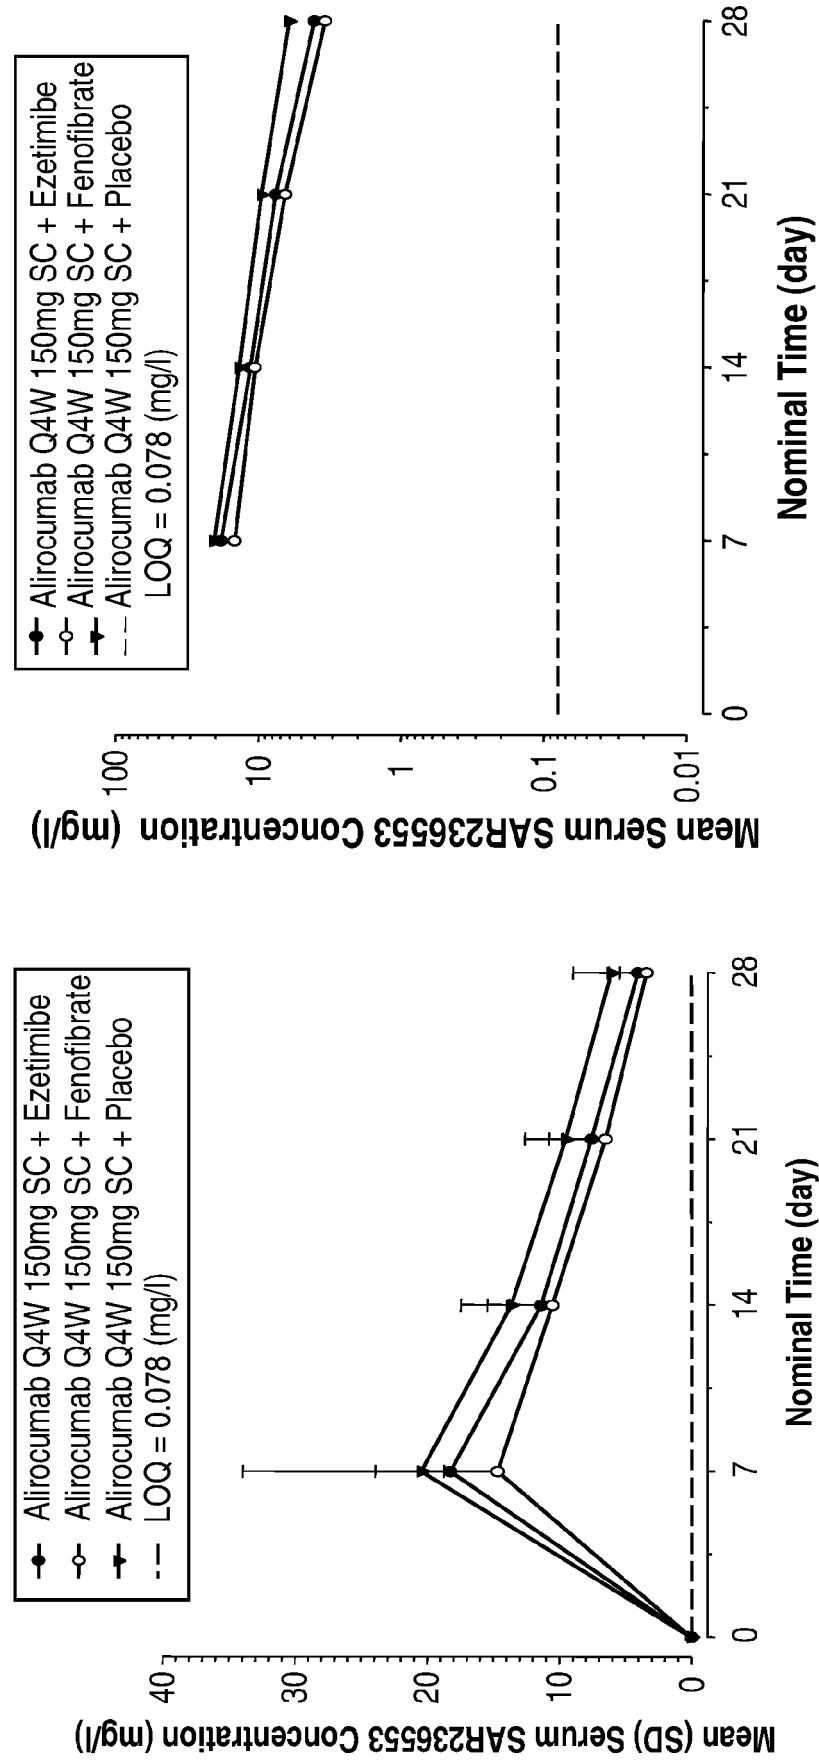 Alirocumab Q4W 150mg SC + Ezetimibe
Alirocumab Q4W 150mg SC + Fenofibrate
Alirocumab Q4W 150mg SC + Placebo
LOQ = 0.078 (mg/l)
Mean (SD) Serum SAR236553 Concentration (mg/l)
40
30
20
10
0
0 7 14 21 28
Nominal Time (day)
Alirocumab Q4W 150mg SC + Ezetimibe
Alirocumab Q4W 150mg SC + Fenofibrate
Alirocumab Q4W 150mg SC + Placebo
LOQ = 0.078 (mg/l)
Mean Serum SAR236553 Concentration (mg/l)
100
10
1
0.1
0.01
0 7 14 21 28
Nominal Time (day)